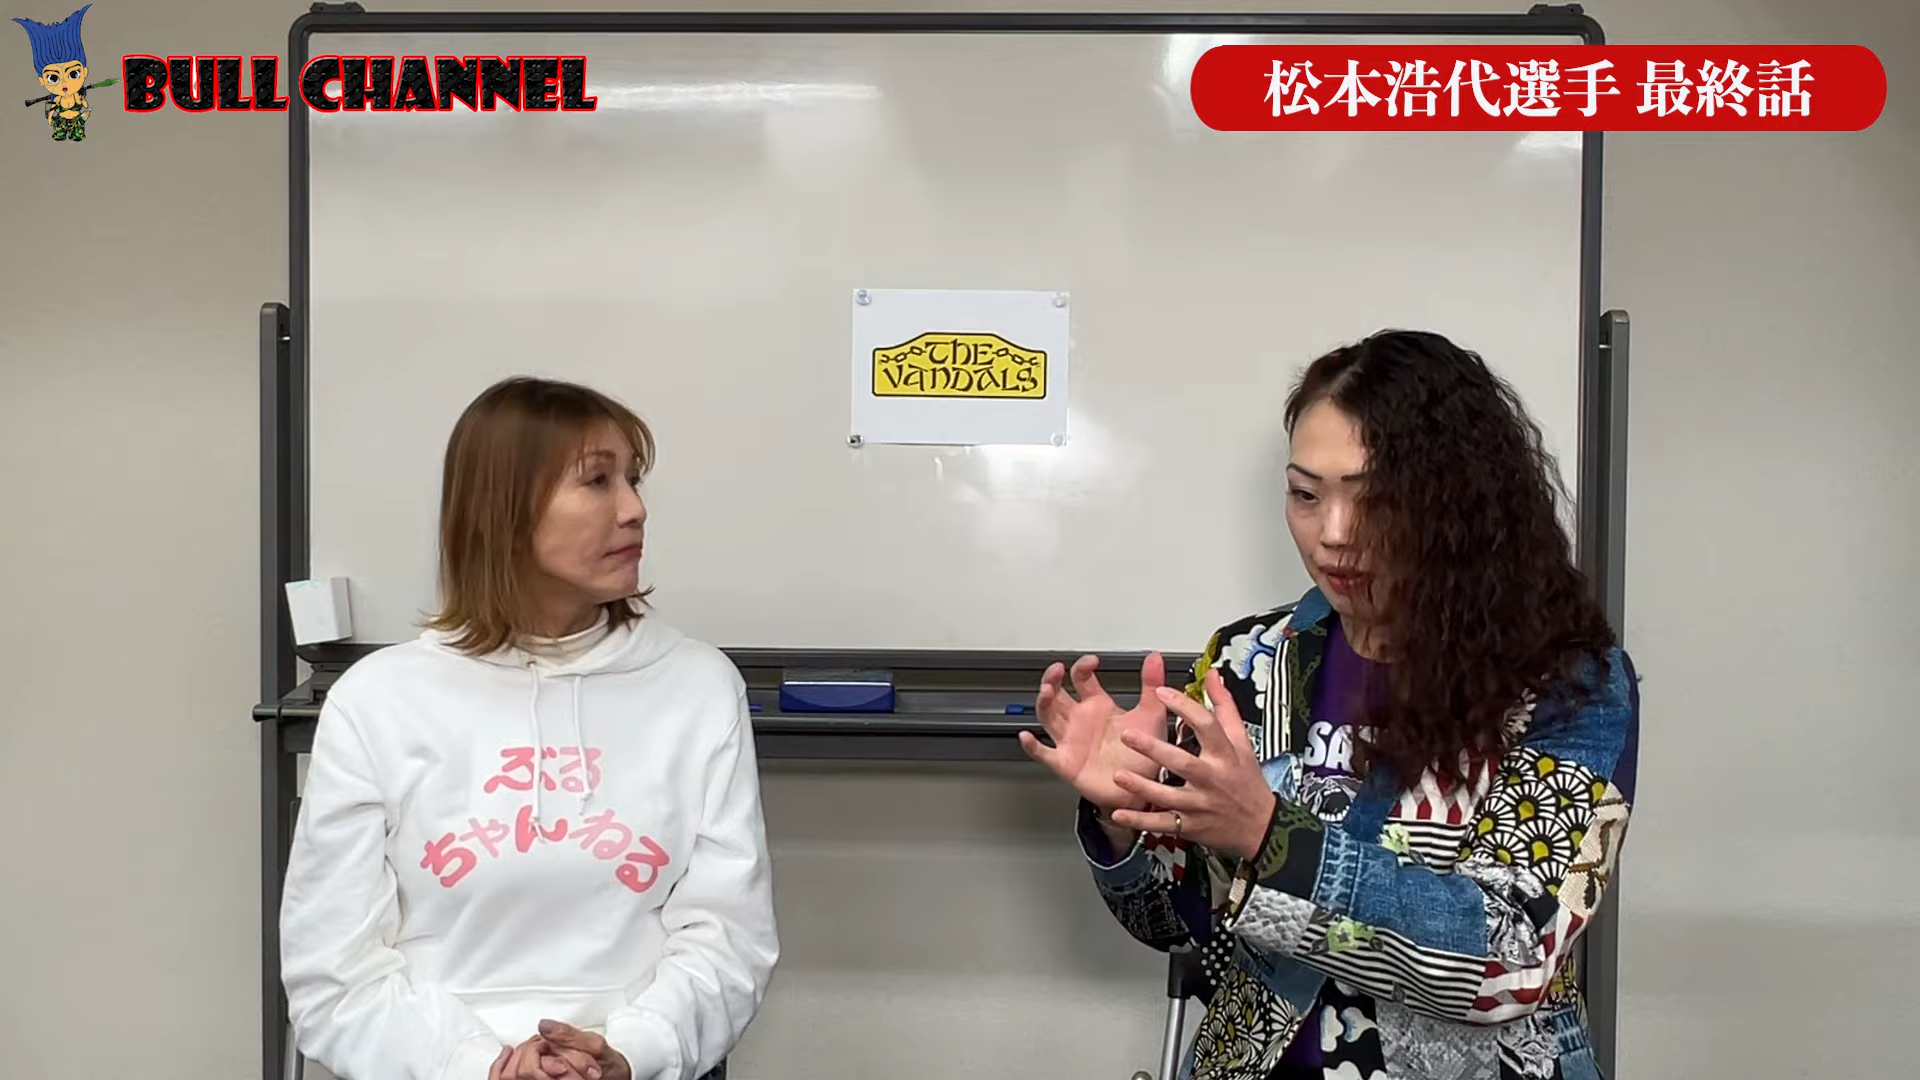 BULL CHANNEL
松本浩代選手 最終話
THE
VANDALS
ぶる
ちゃんねる